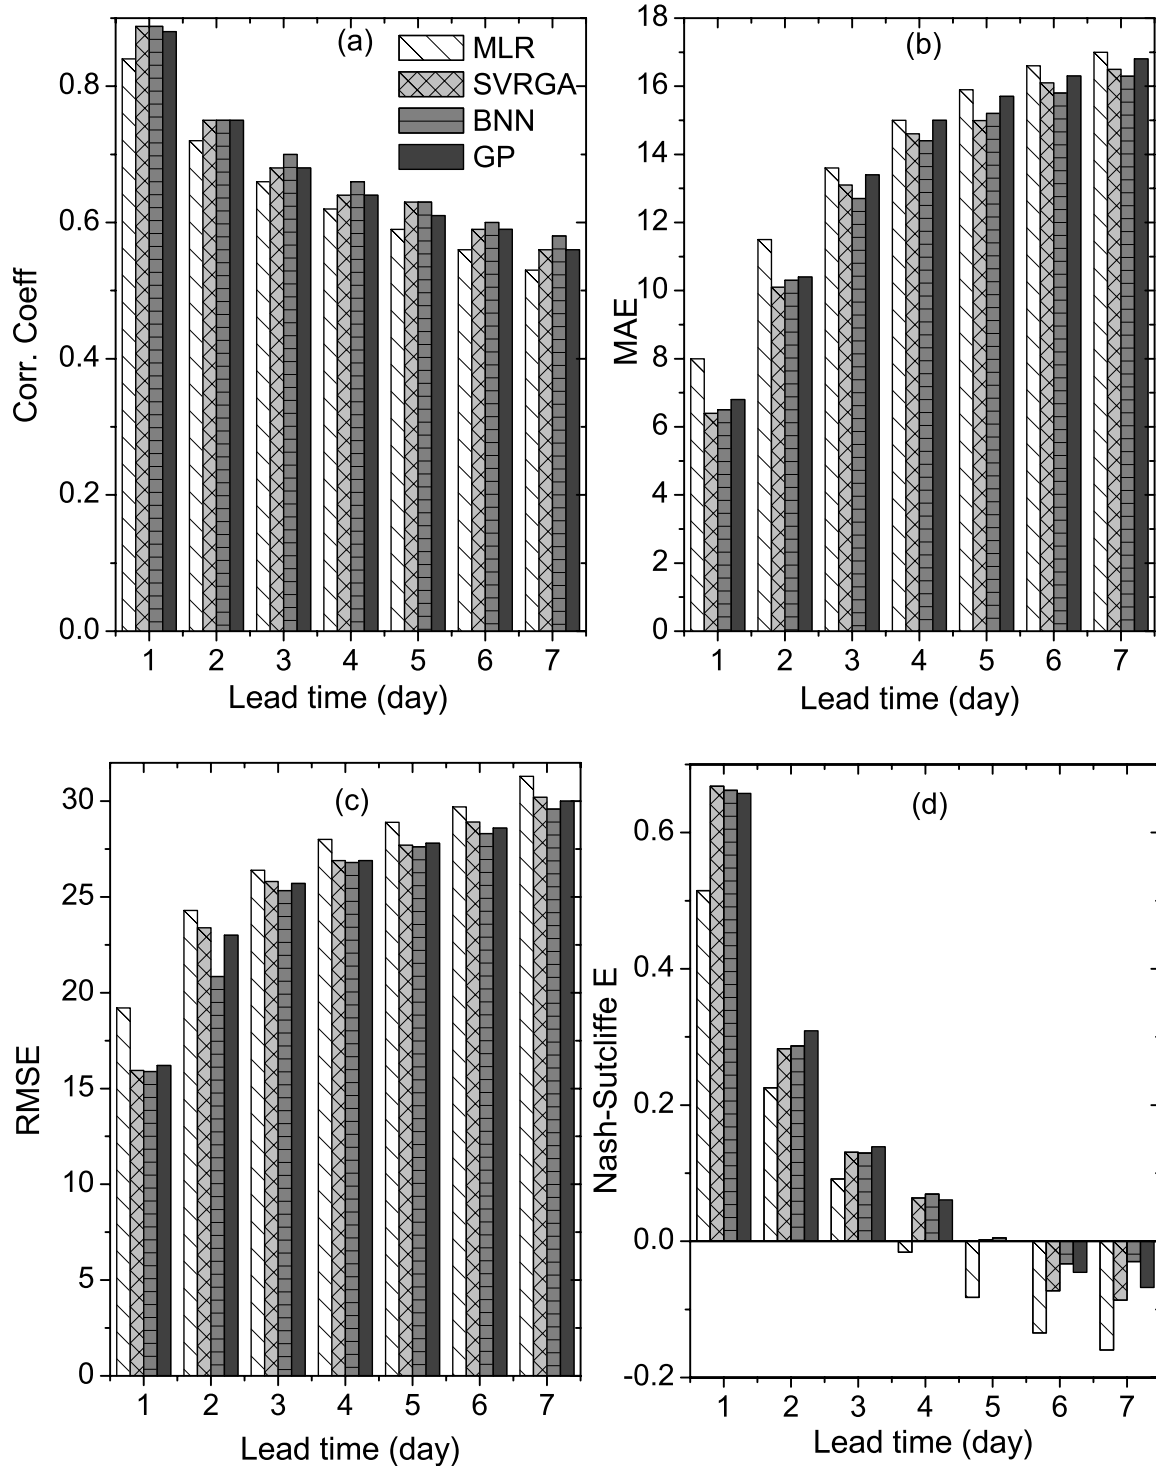 (a)
MLR
SVRGA
BNN
GP
0.8
0.6
0.4
0.2
0.0
Corr. Coeff
1 2 3 4 5 6 7
Lead time (day)
(b)
18
16
14
12
10
8
6
4
2
0
MAE
1 2 3 4 5 6 7
Lead time (day)
(c)
30
25
20
15
10
5
0
RMSE
1 2 3 4 5 6 7
Lead time (day)
(d)
0.6
0.4
0.2
0.0
-0.2
Nash-Sutcliffe E
1 2 3 4 5 6 7
Lead time (day)